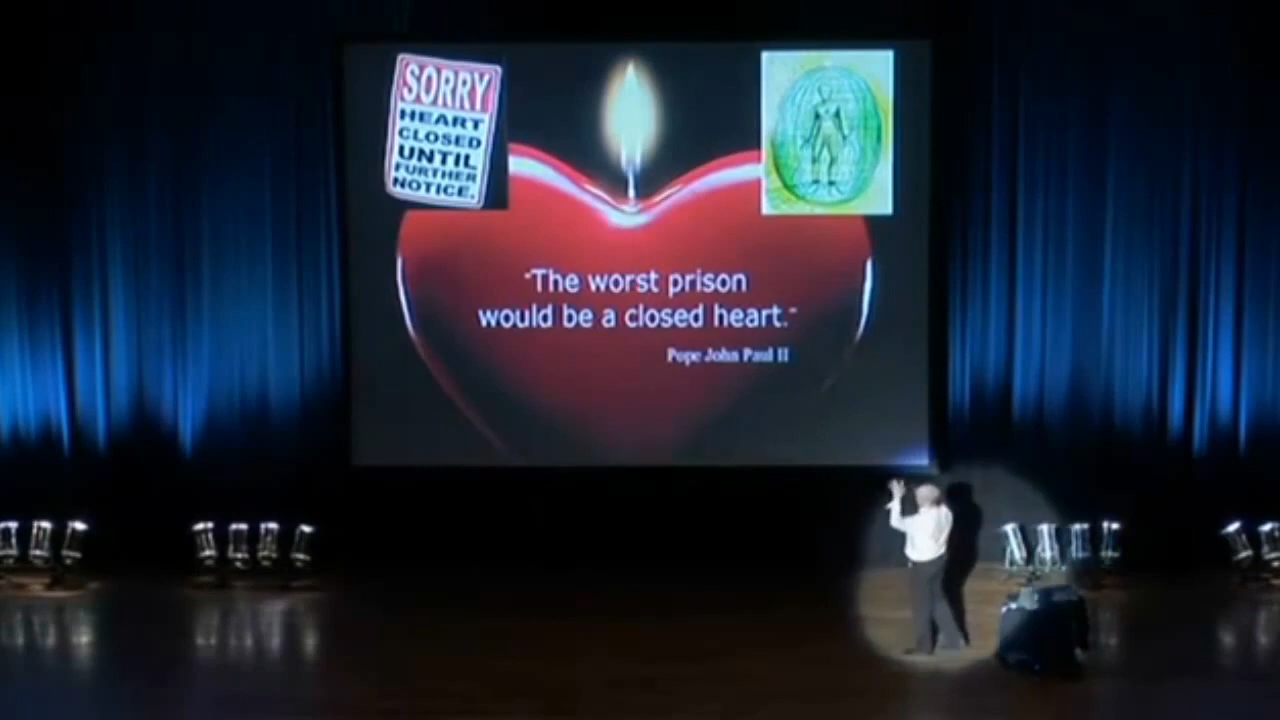 SORRY
HEART
CLOSED
UNTIL
FURTHER
NOTICE.
"The worst prison
would be a closed heart."
Pope John Paul II